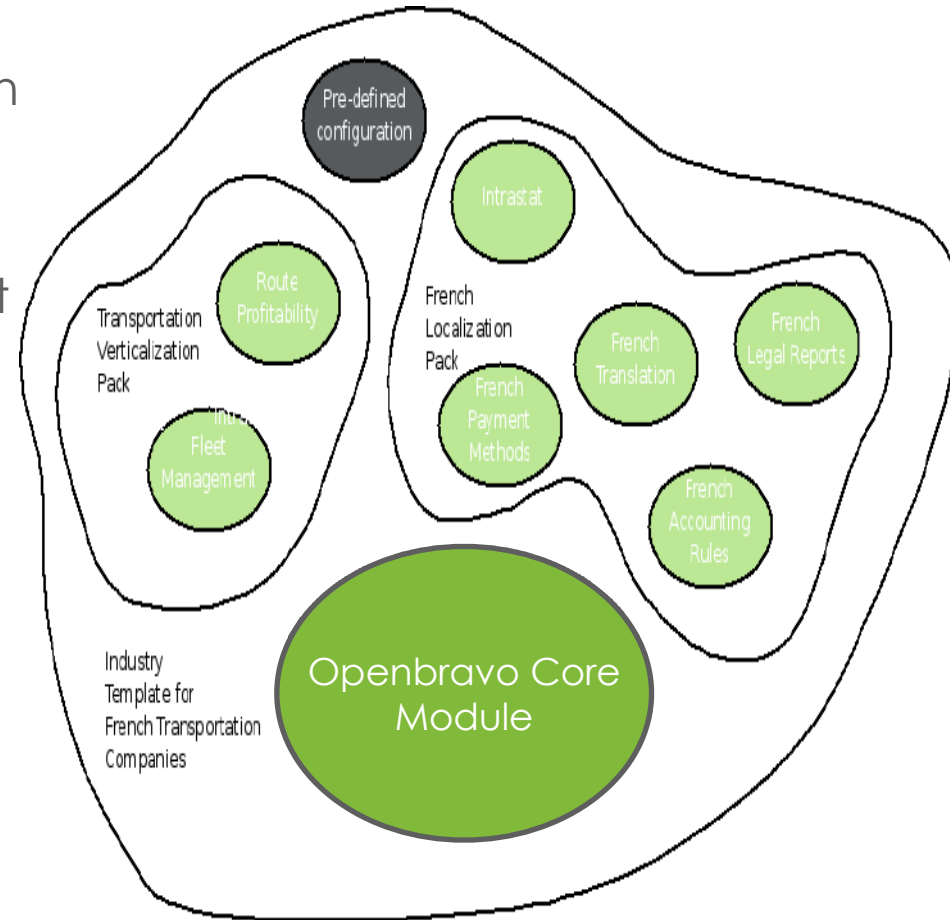 n
t
Pre-defined
configuration
Intrastat
Route
Profitability
Transportation
Verticalization
Pack
French
Localization
Pack
French
Translation
French
Legal Reports
French
Payment
Methods
Fleet
Management
French
Accounting
Rules
Openbravo Core
Module
Industry
Template for
French Transportation
Companies